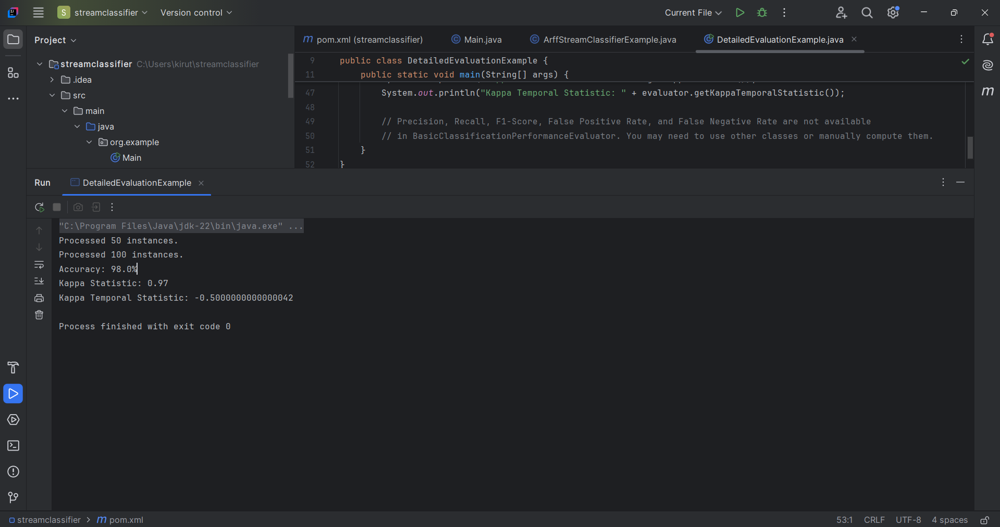 S streamclassifier Version control Current File
Project
streamclassifier C:\Users\kirut\streamclassifier
.idea
src
main
java
org.example
Main
m pom.xml (streamclassifier) Main.java ArffStreamClassifierExample.java DetailedEvaluationExample.java
9 public class DetailedEvaluationExample {
11 public static void main(String[] args) {
47 System.out.println("Kappa Temporal Statistic: " + evaluator.getKappaTemporalStatistic());
48
49 // Precision, Recall, F1-Score, False Positive Rate, and False Negative Rate are not available
50 // in BasicClassificationPerformanceEvaluator. You may need to use other classes or manually compute them.
51 }
52 }
m
Run DetailedEvaluationExample
"C:\Program Files\Java\jdk-22\bin\java.exe" ...
Processed 50 instances.
Processed 100 instances.
Accuracy: 98.0%
Kappa Statistic: 0.97
Kappa Temporal Statistic: -0.5000000000000042
Process finished with exit code 0
streamclassifier > m pom.xml 53:1 CRLF UTF-8 4 spaces